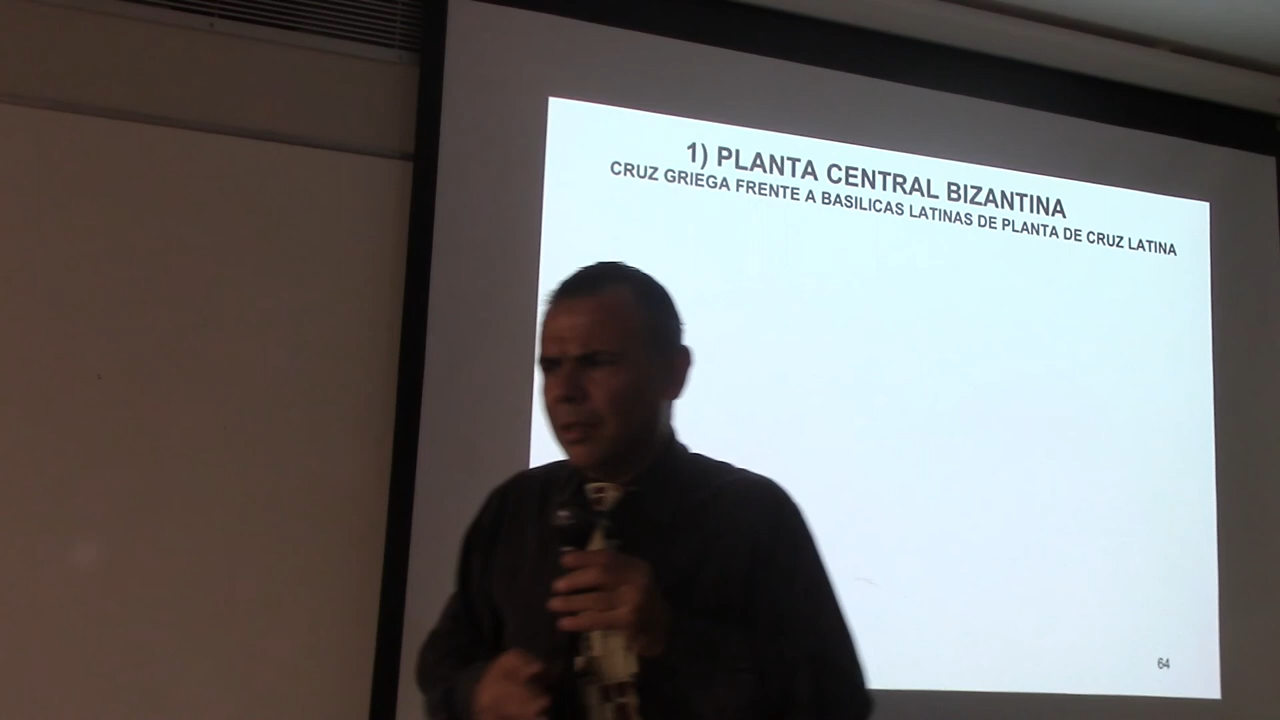 1) PLANTA CENTRAL BIZANTINA
CRUZ GRIEGA FRENTE A BASILICAS LATINAS DE PLANTA DE CRUZ LATINA
64